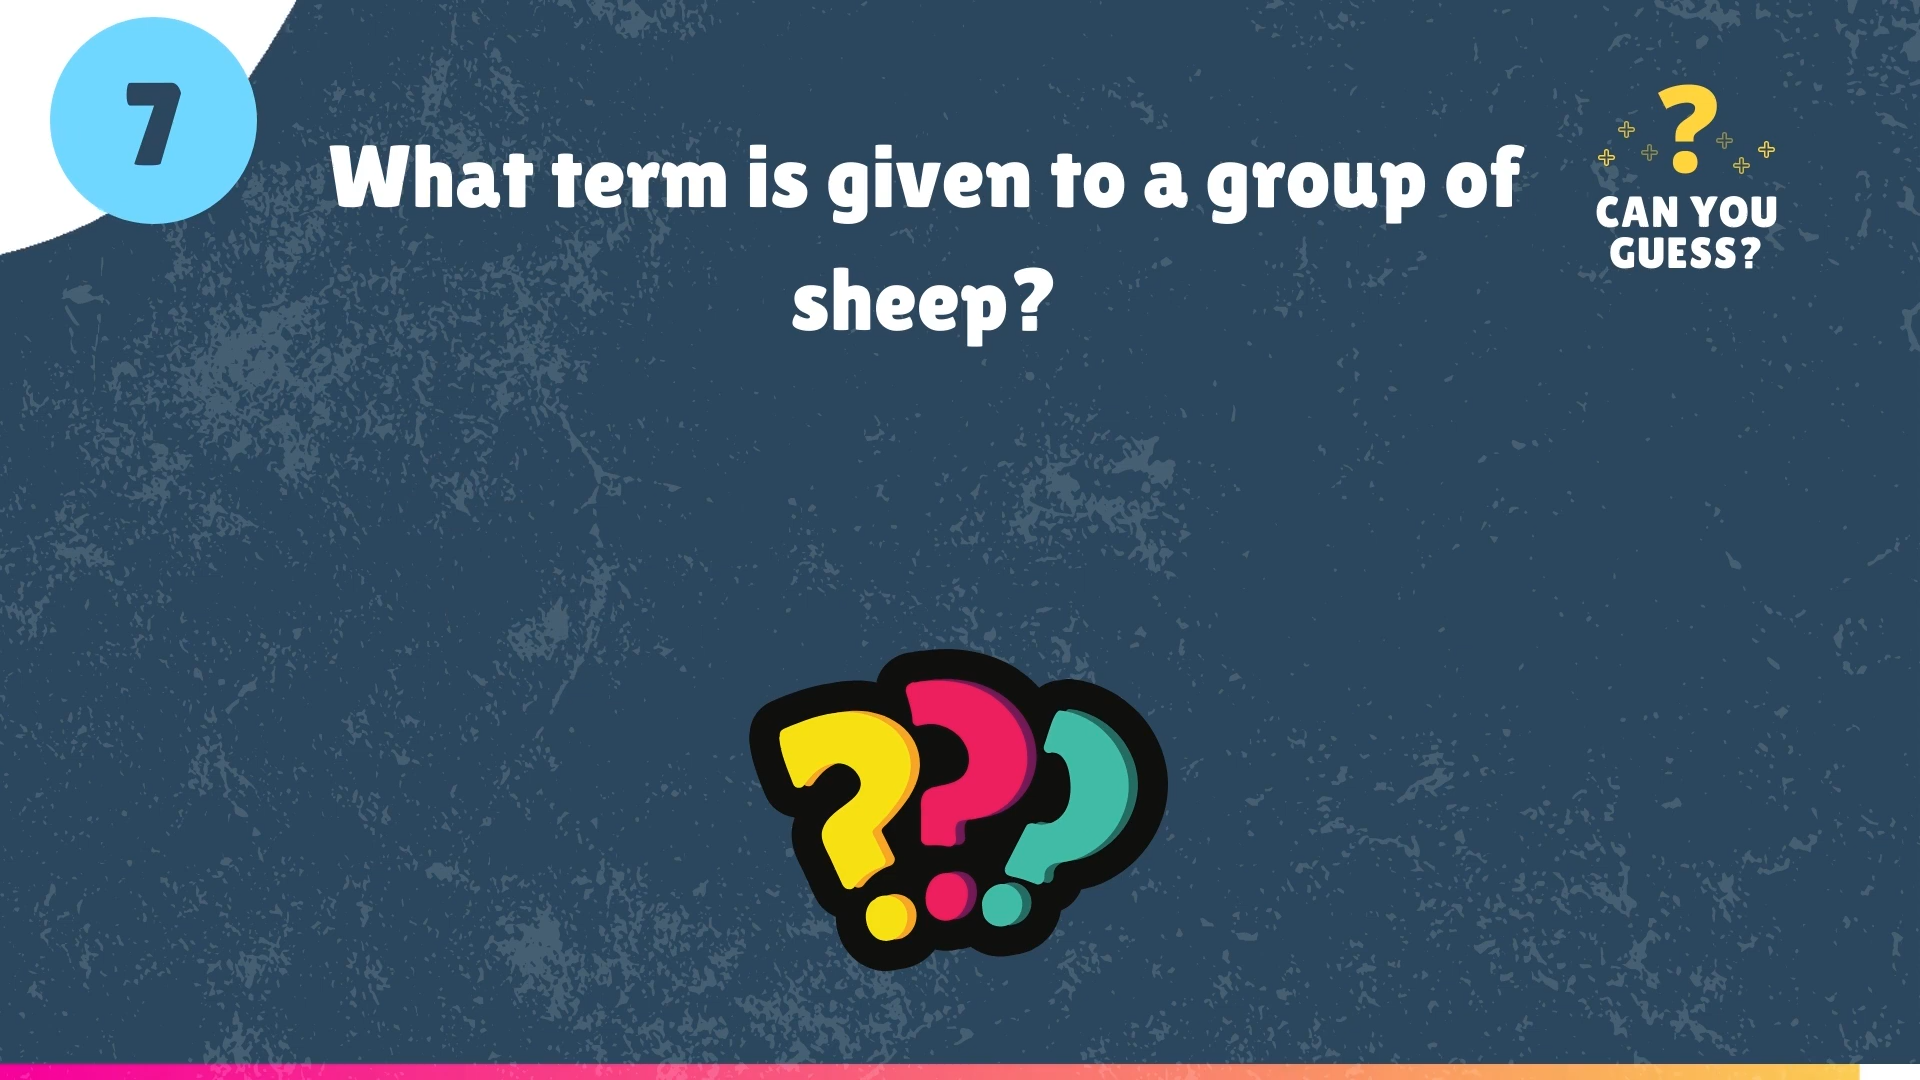 7
What term is given to a group of
sheep?
?
CAN YOU
GUESS?
???